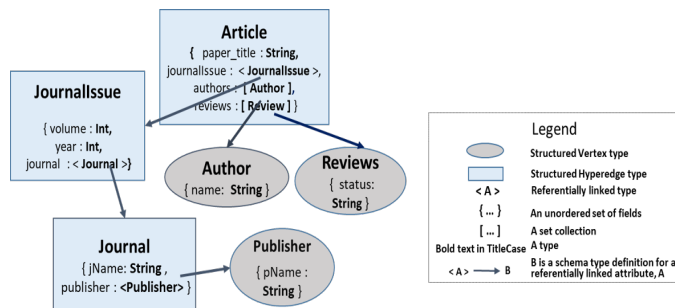 Article
{ paper_title : String,
journalIssue : < JournalIssue >,
authors : [ Author ],
reviews : [ Review ] }
JournalIssue
{ volume : Int,
year : Int,
journal : < Journal >}
Author
{ name: String }
Reviews
{ status:
String }
Journal
{ jName: String ,
publisher : <Publisher> }
Publisher
{ pName :
String }
Legend
Structured Vertex type
Structured Hyperedge type
< A > Referentially linked type
{ ... } An unordered set of fields
[ ... ] A set collection
Bold text in TitleCase A type
< A > B B is a schema type definition for a
referentially linked attribute, A